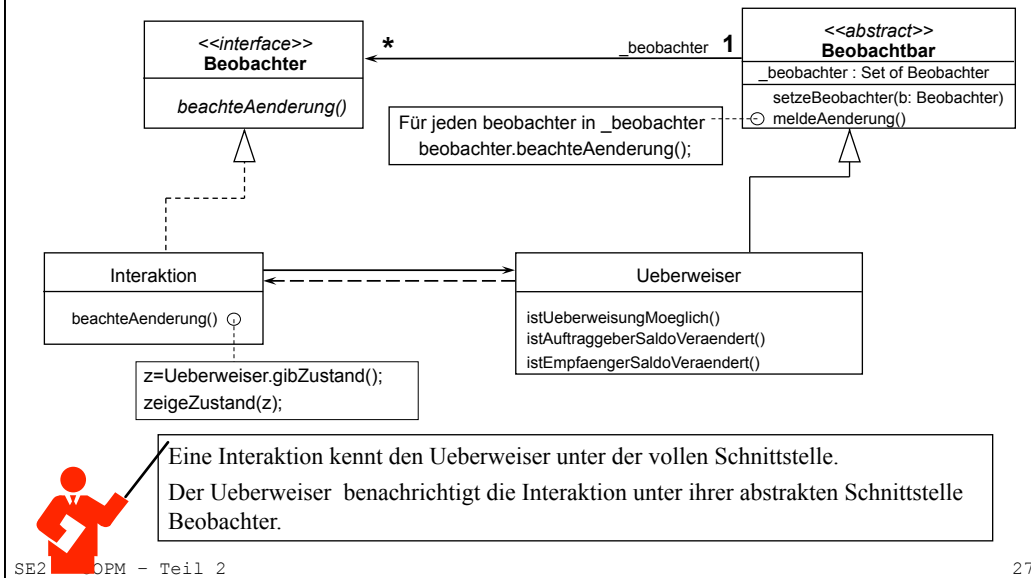 <<interface>>
Beobachter
beachteAenderung()
*
_beobachter
1
<<abstract>>
Beobachtbar
_beobachter : Set of Beobachter
setzeBeobachter(b: Beobachter)
meldeAenderung()
Für jeden beobachter in _beobachter
beobachter.beachteAenderung();
Interaktion
beachteAenderung()
z=Ueberweiser.gibZustand();
zeigeZustand(z);
Ueberweiser
istUeberweisungMoeglich()
istAuftraggeberSaldoVeraendert()
istEmpfaengerSaldoVeraendert()
Eine Interaktion kennt den Ueberweiser unter der vollen Schnittstelle.
Der Ueberweiser benachrichtigt die Interaktion unter ihrer abstrakten Schnittstelle
Beobachter.
SE2 OPM – Teil 2
27